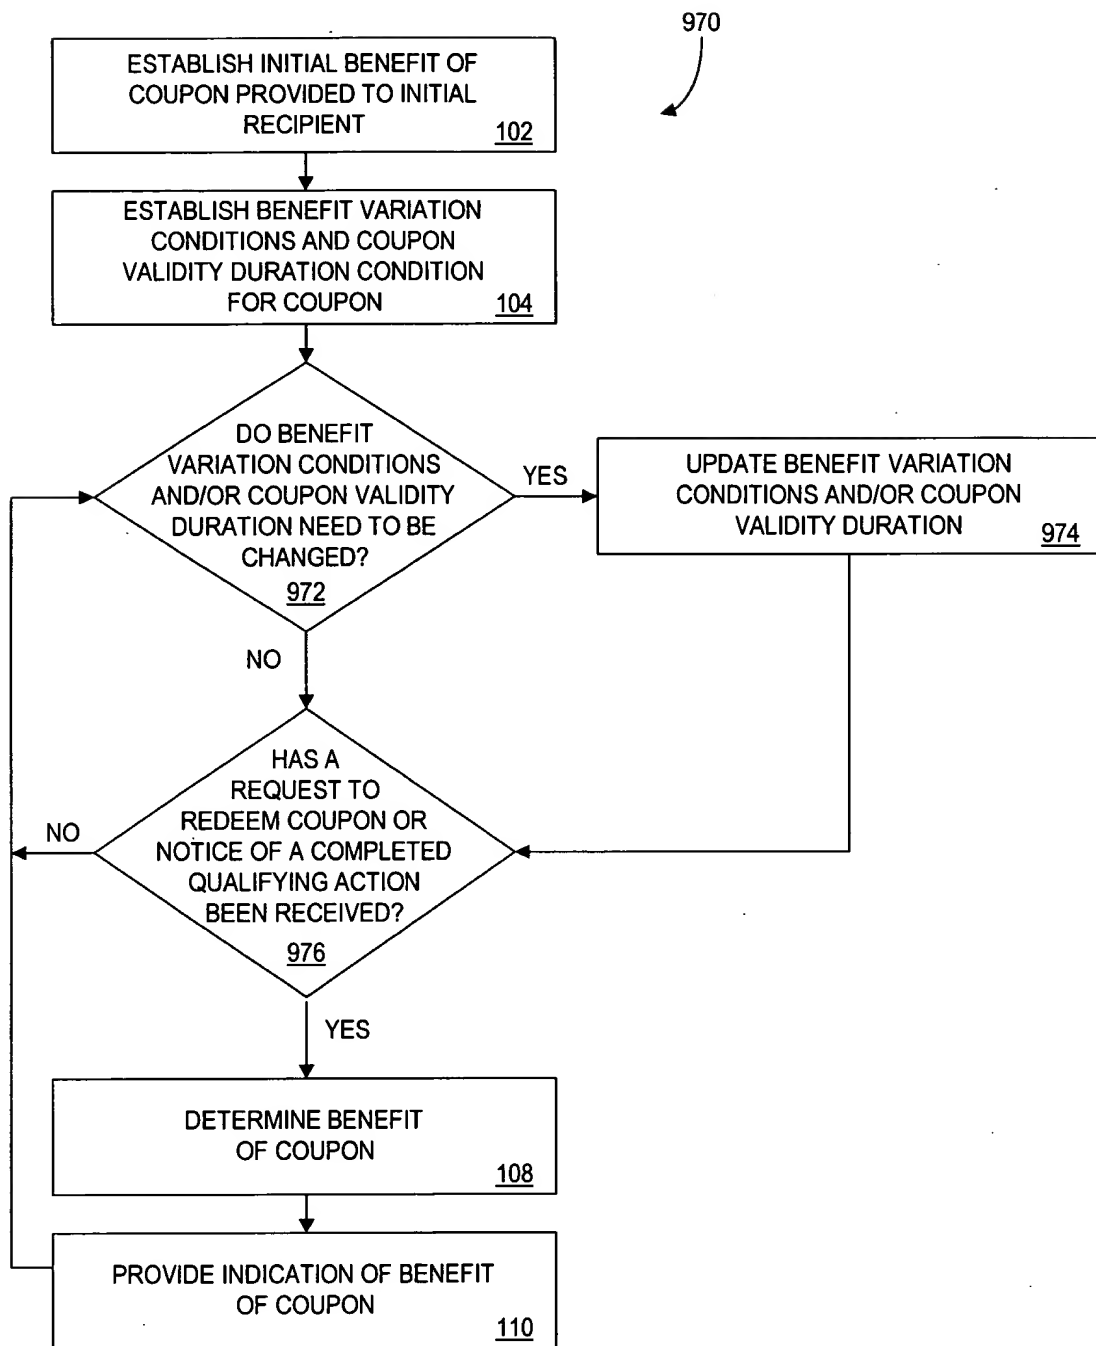 970
ESTABLISH INITIAL BENEFIT OF
COUPON PROVIDED TO INITIAL
RECIPIENT
102
ESTABLISH BENEFIT VARIATION
CONDITIONS AND COUPON
VALIDITY DURATION CONDITION
FOR COUPON
104
DO BENEFIT
VARIATION CONDITIONS
AND/OR COUPON VALIDITY
DURATION NEED TO BE
CHANGED?
972
YES
UPDATE BENEFIT VARIATION
CONDITIONS AND/OR COUPON
VALIDITY DURATION
974
NO
HAS A
REQUEST TO
REDEEM COUPON OR
NOTICE OF A COMPLETED
QUALIFYING ACTION
BEEN RECEIVED?
976
NO
YES
DETERMINE BENEFIT
OF COUPON
108
PROVIDE INDICATION OF BENEFIT
OF COUPON
110